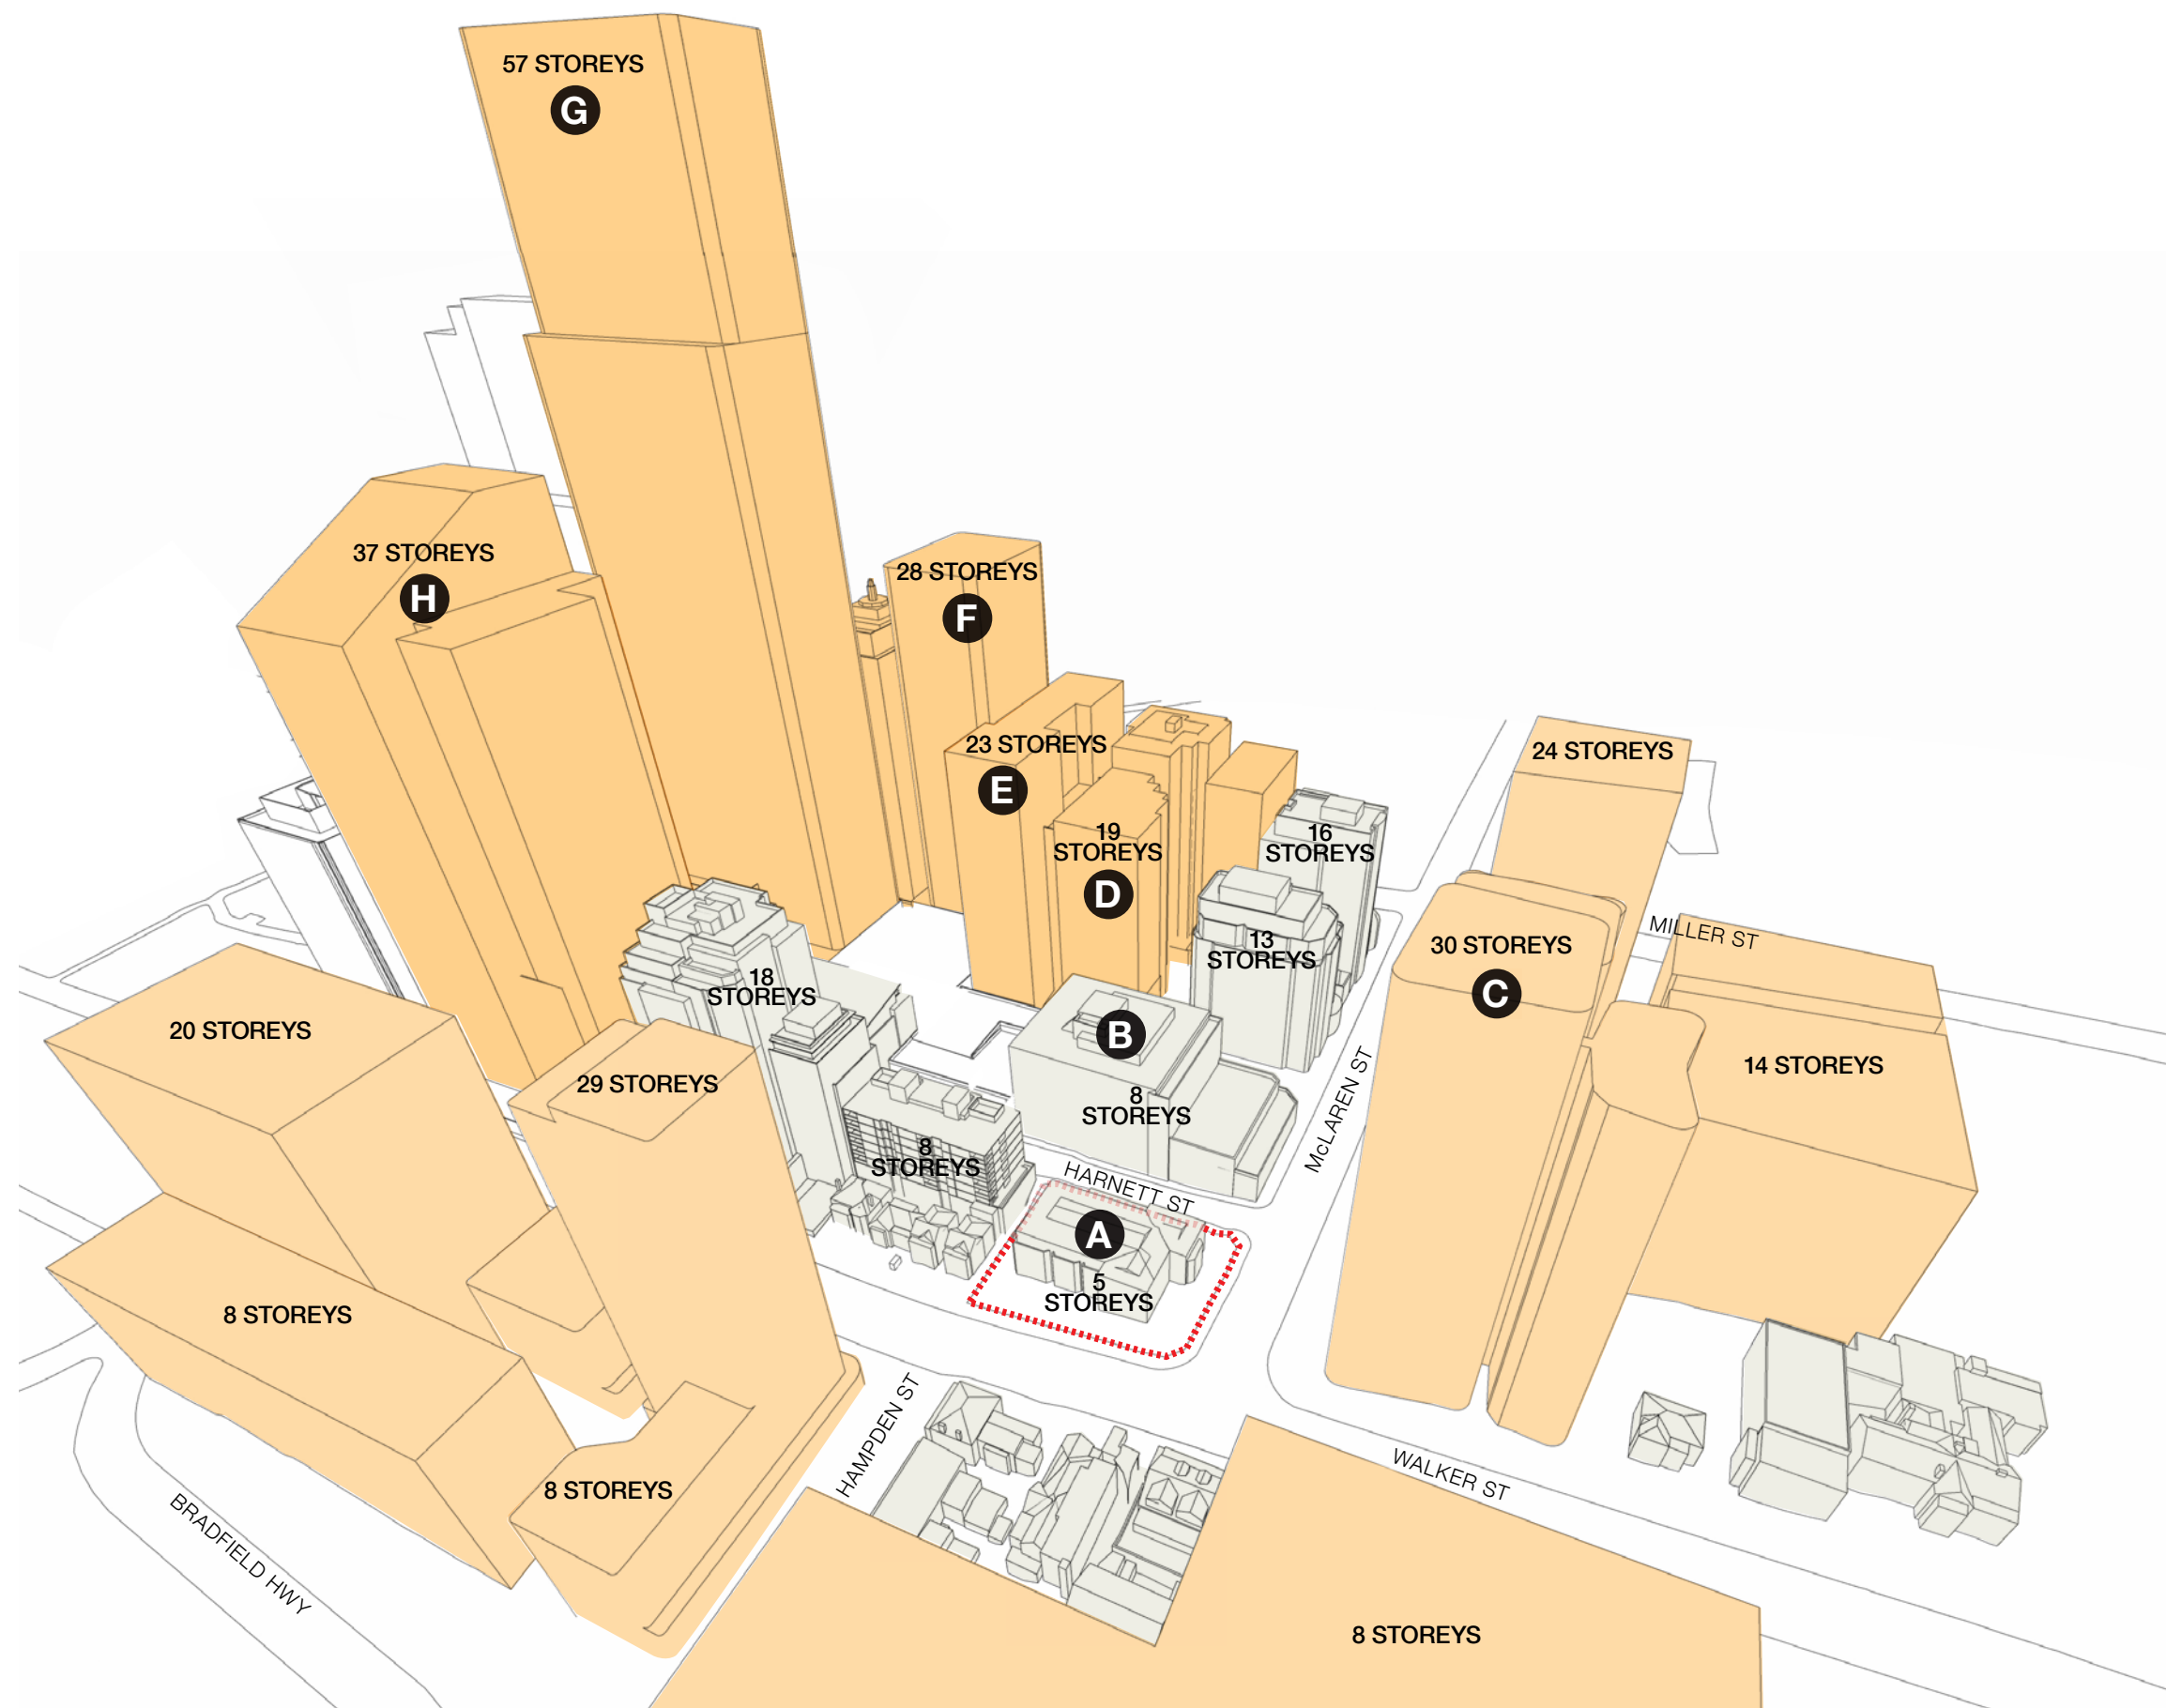 57 STOREYS
G
37 STOREYS
H
28 STOREYS
F
23 STOREYS
E
24 STOREYS
19
STOREYS
D
16
STOREYS
13
STOREYS
30 STOREYS
C
MILLER ST
18
STOREYS
20 STOREYS
29 STOREYS
B
8
STOREYS
14 STOREYS
McLAREN ST
8
STOREYS
HARNETT ST
A
5
STOREYS
8 STOREYS
HAMPDEN ST
WALKER ST
8 STOREYS
BRADFIELD HWY
8 STOREYS